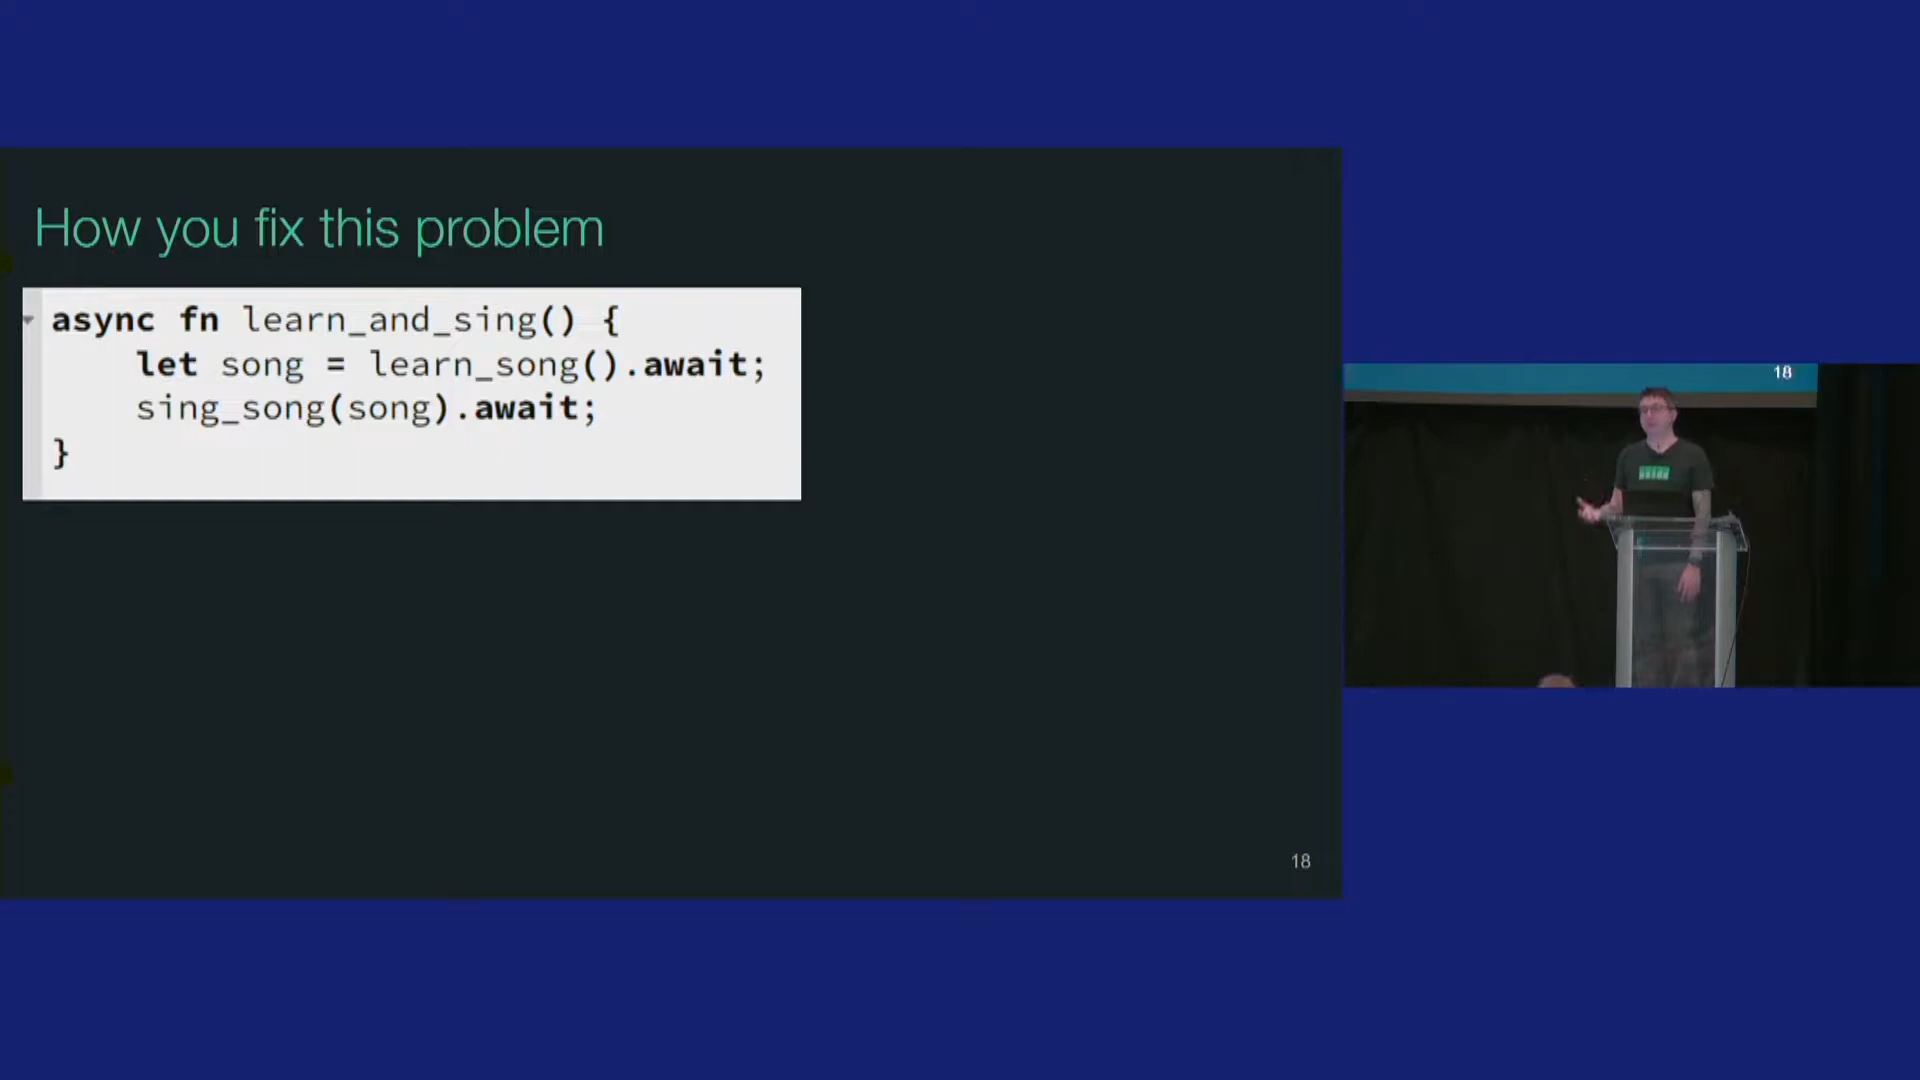 How you fix this problem
async fn learn_and_sing() {
    let song = learn_song().await;
    sing_song(song).await;
}
18
18